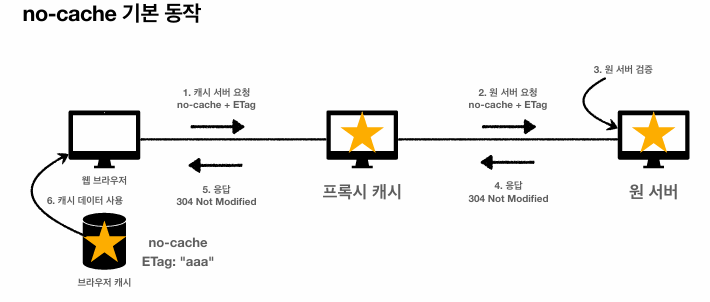 no-cache 기본 동작
1. 캐시 서버 요청
no-cache + ETag
2. 원 서버 요청
no-cache + ETag
3. 원 서버 검증
웹 브라우저
프록시 캐시
원 서버
5. 응답
304 Not Modified
4. 응답
304 Not Modified
6. 캐시 데이터 사용
no-cache
ETag: "aaa"
브라우저 캐시